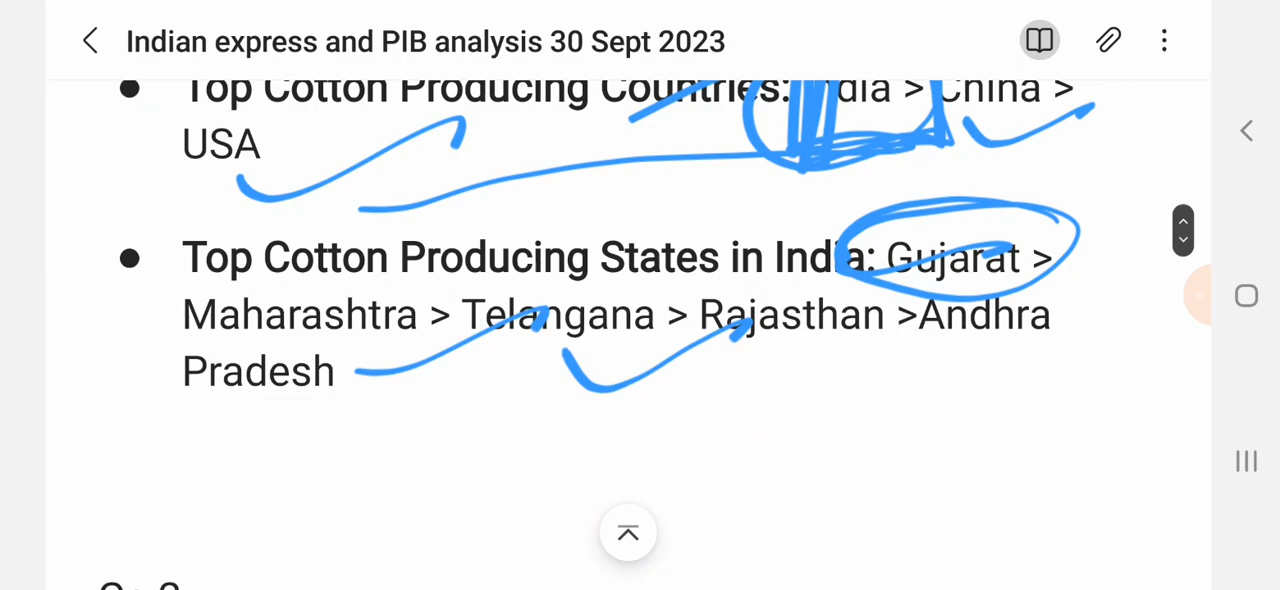 Indian express and PIB analysis 30 Sept 2023
Top Cotton Producing Countries: India > China >
USA
Top Cotton Producing States in India: Gujarat >
Maharashtra > Telangana > Rajasthan >Andhra
Pradesh